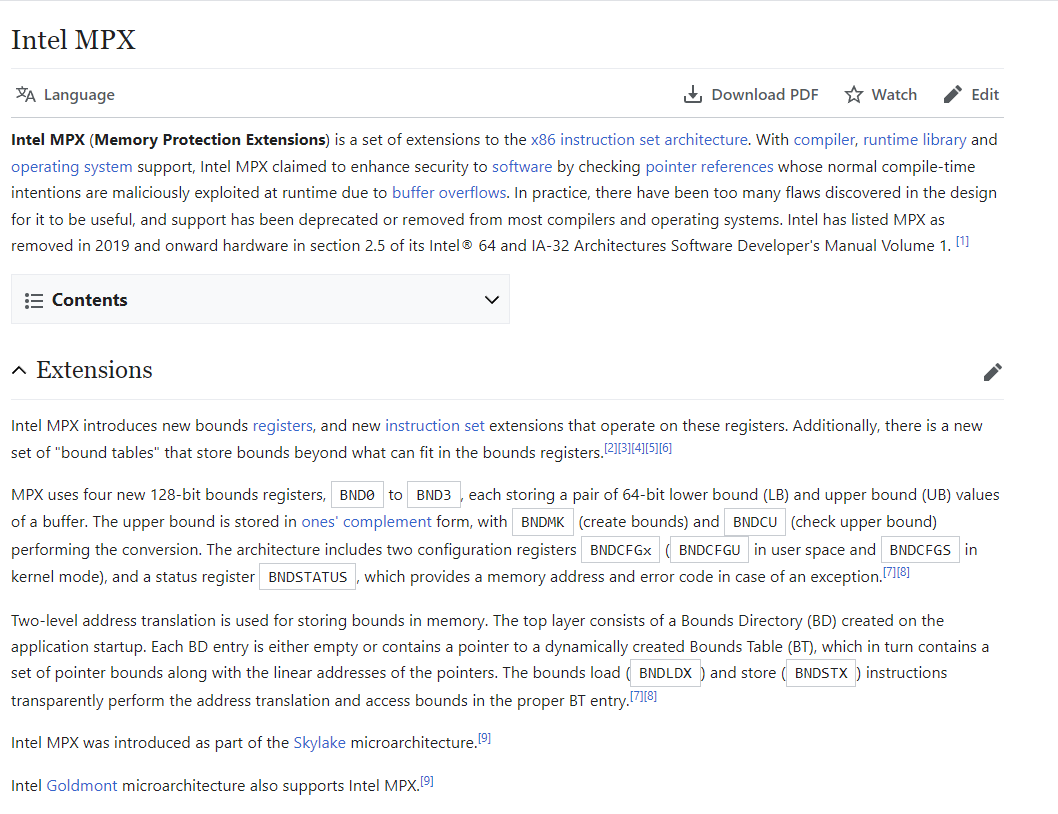 Intel MPX
Language Download PDF Watch Edit
Intel MPX (Memory Protection Extensions) is a set of extensions to the x86 instruction set architecture. With compiler, runtime library and
operating system support, Intel MPX claimed to enhance security to software by checking pointer references whose normal compile-time
intentions are maliciously exploited at runtime due to buffer overflows. In practice, there have been too many flaws discovered in the design
for it to be useful, and support has been deprecated or removed from most compilers and operating systems. Intel has listed MPX as
removed in 2019 and onward hardware in section 2.5 of its Intel® 64 and IA-32 Architectures Software Developer's Manual Volume 1. [1]
Contents
Extensions
Intel MPX introduces new bounds registers, and new instruction set extensions that operate on these registers. Additionally, there is a new
set of "bound tables" that store bounds beyond what can fit in the bounds registers.[2][3][4][5][6]
MPX uses four new 128-bit bounds registers, BND0 to BND3, each storing a pair of 64-bit lower bound (LB) and upper bound (UB) values
of a buffer. The upper bound is stored in ones' complement form, with BNDMK (create bounds) and BNDCU (check upper bound)
performing the conversion. The architecture includes two configuration registers BNDCFGx (BNDCFGU in user space and BNDCFGS in
kernel mode), and a status register BNDSTATUS, which provides a memory address and error code in case of an exception.[7][8]
Two-level address translation is used for storing bounds in memory. The top layer consists of a Bounds Directory (BD) created on the
application startup. Each BD entry is either empty or contains a pointer to a dynamically created Bounds Table (BT), which in turn contains a
set of pointer bounds along with the linear addresses of the pointers. The bounds load (BNDLDX) and store (BNDSTX) instructions
transparently perform the address translation and access bounds in the proper BT entry.[7][8]
Intel MPX was introduced as part of the Skylake microarchitecture.[9]
Intel Goldmont microarchitecture also supports Intel MPX.[9]